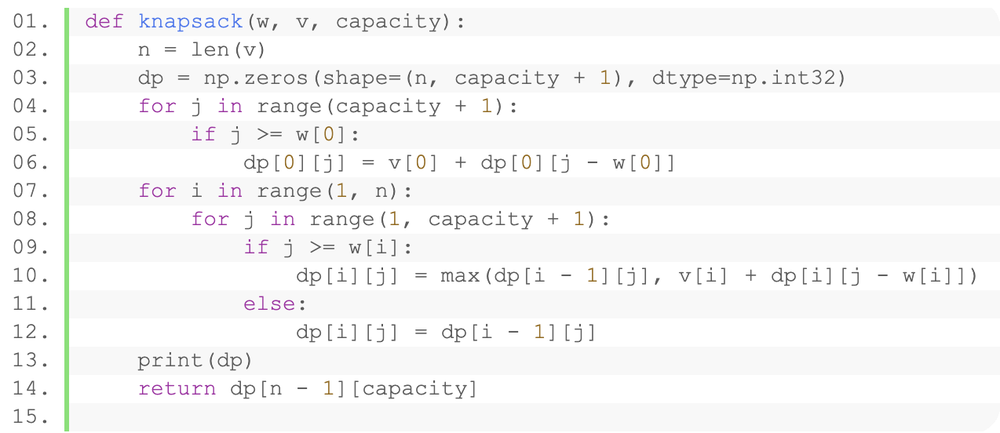 01. def knapsack(w, v, capacity):
02.     n = len(v)
03.     dp = np.zeros(shape=(n, capacity + 1), dtype=np.int32)
04.     for j in range(capacity + 1):
05.         if j >= w[0]:
06.             dp[0][j] = v[0] + dp[0][j - w[0]]
07.     for i in range(1, n):
08.         for j in range(1, capacity + 1):
09.             if j >= w[i]:
10.                 dp[i][j] = max(dp[i - 1][j], v[i] + dp[i][j - w[i]])
11.             else:
12.                 dp[i][j] = dp[i - 1][j]
13.     print(dp)
14.     return dp[n - 1][capacity]
15.